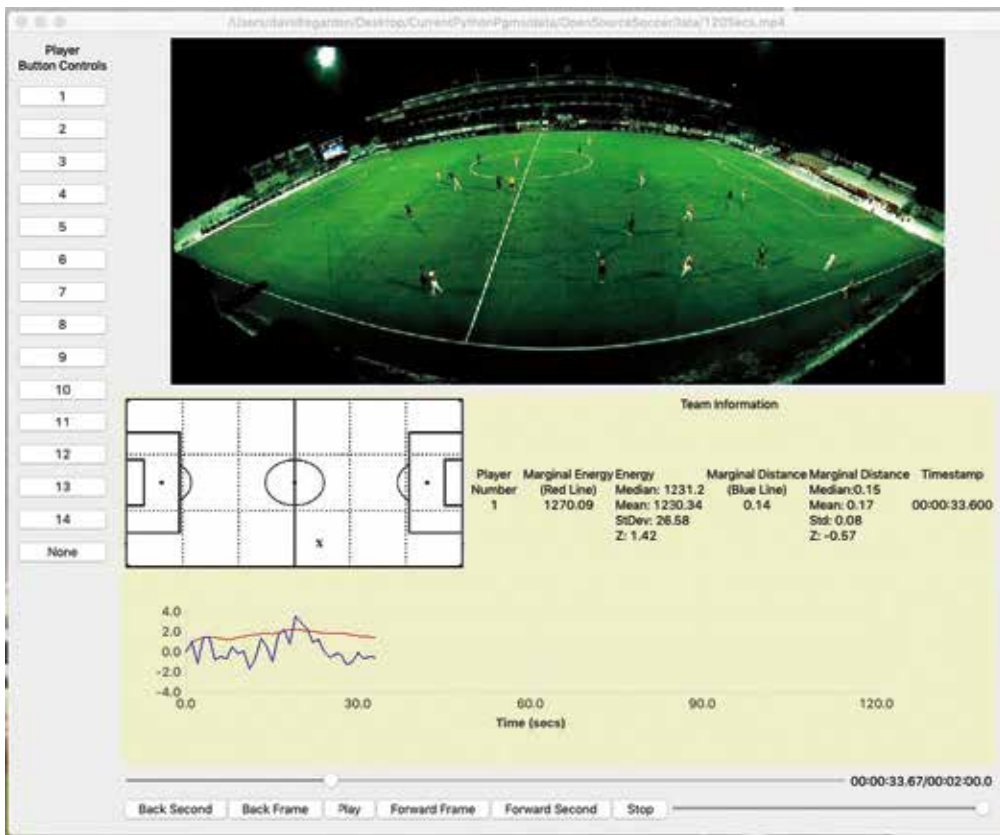 /Users/davidregarden/Desktop/CurrentPythonPgms/data/OpenSourceSoccer/data/120Secs.mp4
Player
Button Controls
1
2
3
4
5
6
7
8
9
10
11
12
13
14
None
Team Information
Player Number
Marginal Energy (Red Line)
Energy
Marginal Distance (Blue Line)
Marginal Distance
Timestamp
1
1270.09
Median: 1231.2
Mean: 1230.34
StDev: 26.58
Z: 1.42
0.14
Median:0.15
Mean: 0.17
Std: 0.08
Z: -0.57
00:00:33.600
x
4.0
2.0
0.0
-2.0
-4.0
0.0
30.0
60.0
90.0
120.0
Time (secs)
00:00:33.67/00:02:00.0
Back Second
Back Frame
Play
Forward Frame
Forward Second
Stop